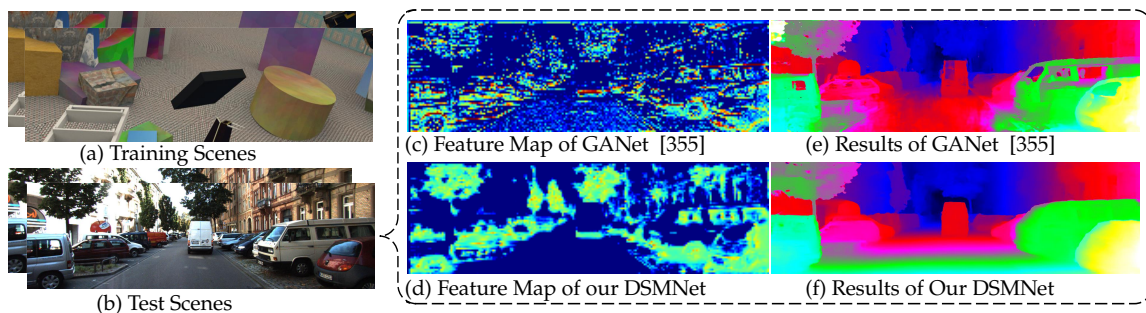 (a) Training Scenes
(b) Test Scenes
(c) Feature Map of GANet [355]
(e) Results of GANet [355]
(d) Feature Map of our DSMNet
(f) Results of Our DSMNet